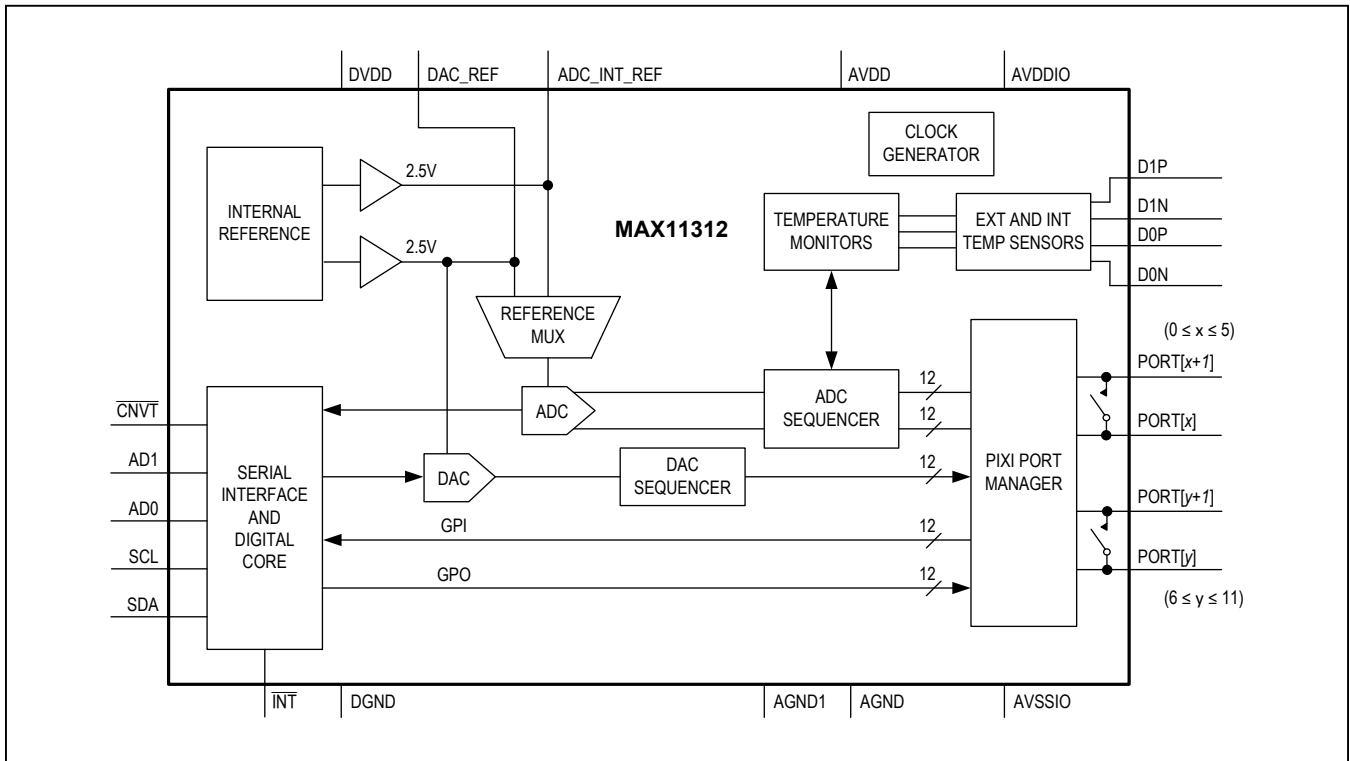 DVDD
DAC_REF
ADC_INT_REF
AVDD
AVDDIO
CLOCK
GENERATOR
INTERNAL
REFERENCE
2.5V
2.5V
MAX11312
TEMPERATURE
MONITORS
EXT AND INT
TEMP SENSORS
D1P
D1N
D0P
D0N
REFERENCE
MUX
(0 ≤ x ≤ 5)
PORT[x+1]
PORT[x]
CNVT
AD1
AD0
SCL
SDA
SERIAL
INTERFACE
AND
DIGITAL
CORE
ADC
ADC
SEQUENCER
12
12
DAC
DAC
SEQUENCER
12
PIXI PORT
MANAGER
GPI
12
GPO
12
PORT[y+1]
PORT[y]
(6 ≤ y ≤ 11)
INT
DGND
AGND1
AGND
AVSSIO